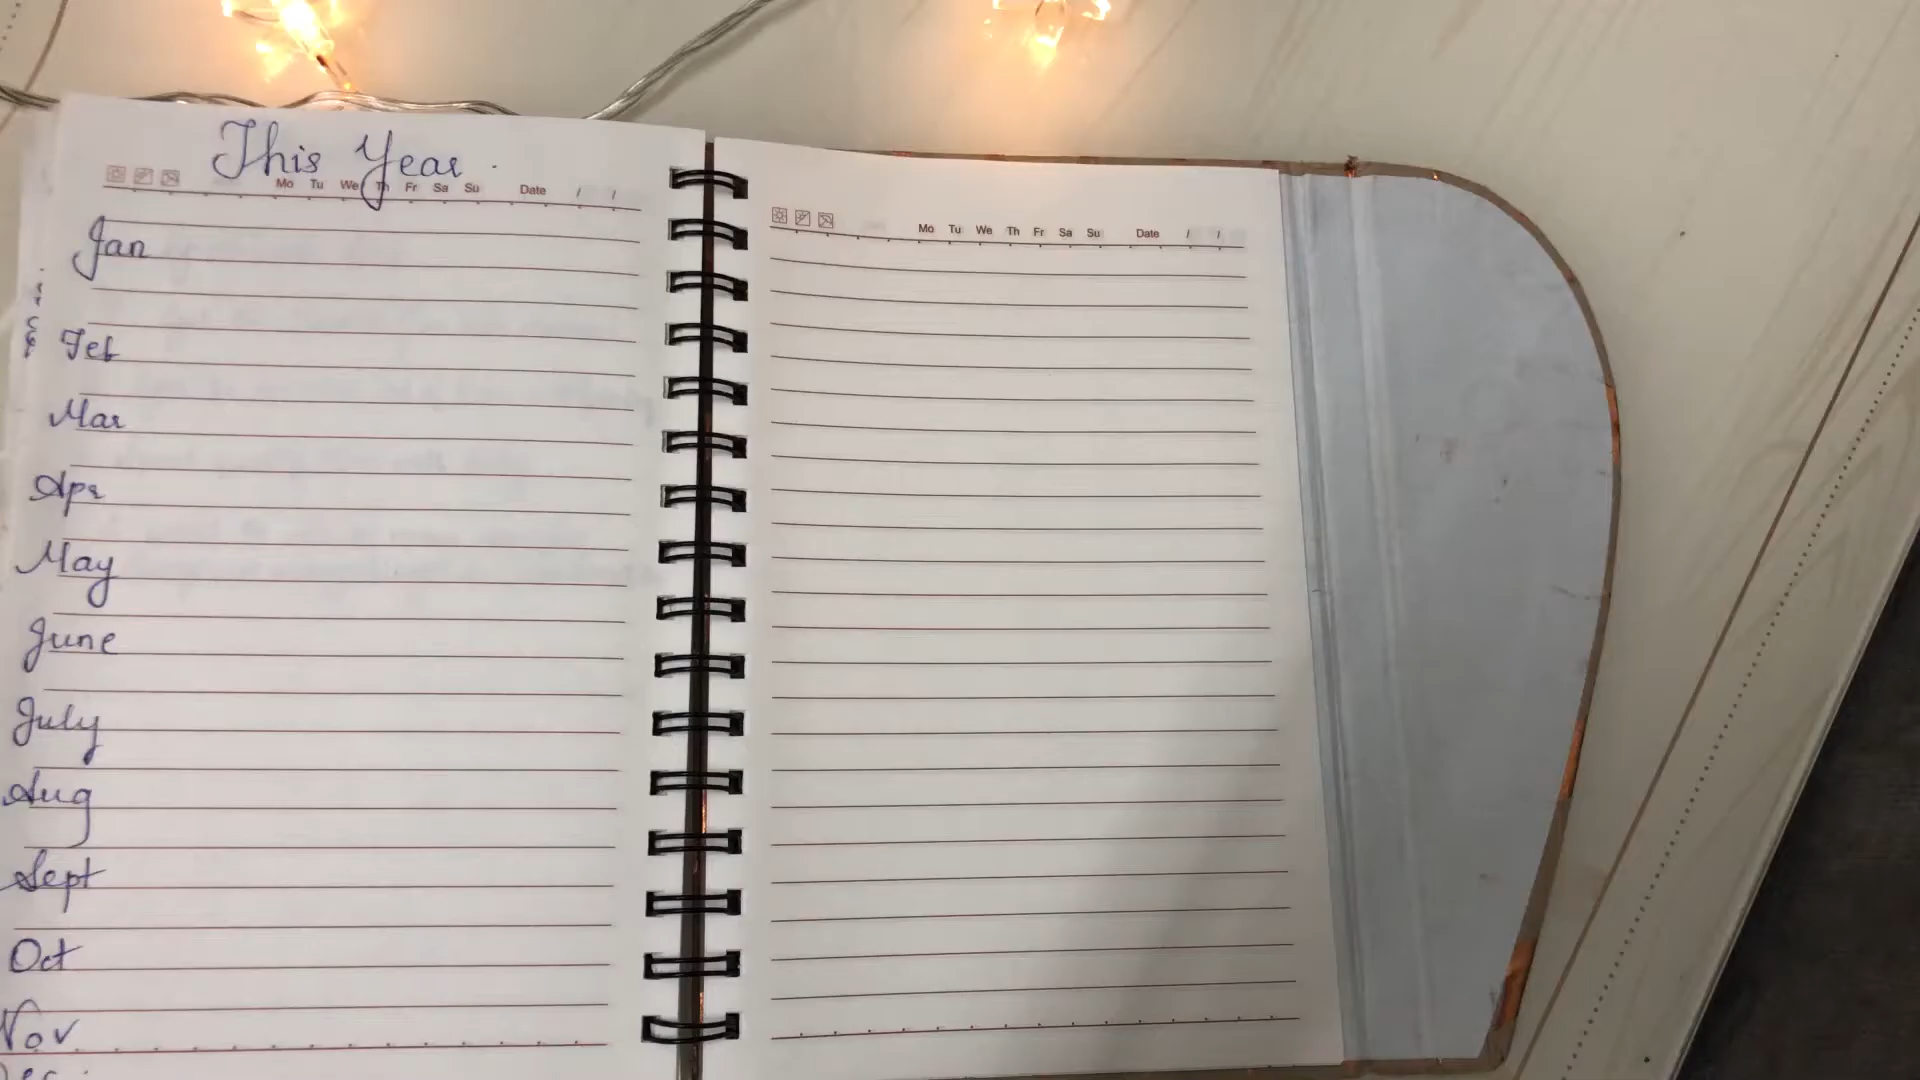 This Year.
Mo Tu We Th Fr Sa Su Date / /
Jan
Feb
Mar
Apr
May
June
July
Aug
Sept
Oct
Nov
Mo Tu We Th Fr Sa Su Date / /